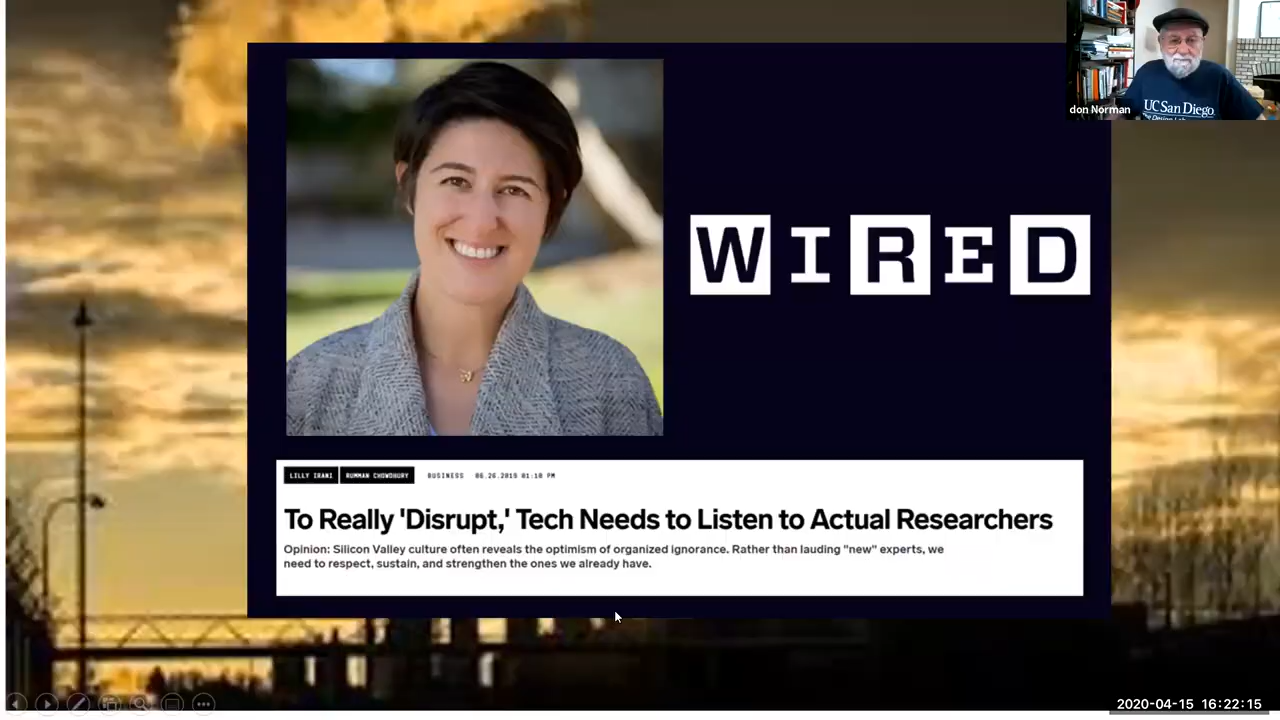 don Norman
UC San Diego
WIRED
LILLY IRANI RUMMAN CHOWDHURY BUSINESS 06.26.2019 01:10 PM
To Really 'Disrupt,' Tech Needs to Listen to Actual Researchers
Opinion: Silicon Valley culture often reveals the optimism of organized ignorance. Rather than lauding "new" experts, we
need to respect, sustain, and strengthen the ones we already have.
2020-04-15 16:22:15